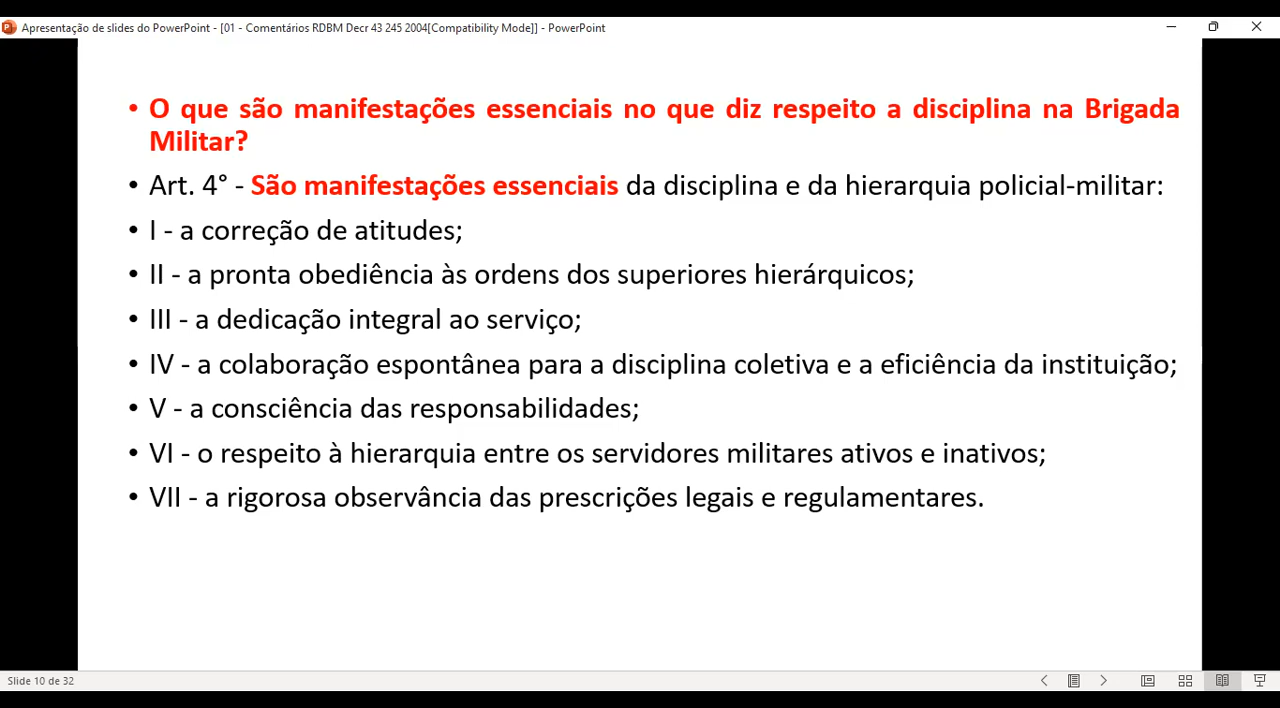 Apresentação de slides do PowerPoint - [01 - Comentários RDBM Decr 43 245 2004[Compatibility Mode]] - PowerPoint
• O que são manifestações essenciais no que diz respeito a disciplina na Brigada
Militar?
• Art. 4° - São manifestações essenciais da disciplina e da hierarquia policial-militar:
• I - a correção de atitudes;
• II - a pronta obediência às ordens dos superiores hierárquicos;
• III - a dedicação integral ao serviço;
• IV - a colaboração espontânea para a disciplina coletiva e a eficiência da instituição;
• V - a consciência das responsabilidades;
• VI - o respeito à hierarquia entre os servidores militares ativos e inativos;
• VII - a rigorosa observância das prescrições legais e regulamentares.
Slide 10 de 32